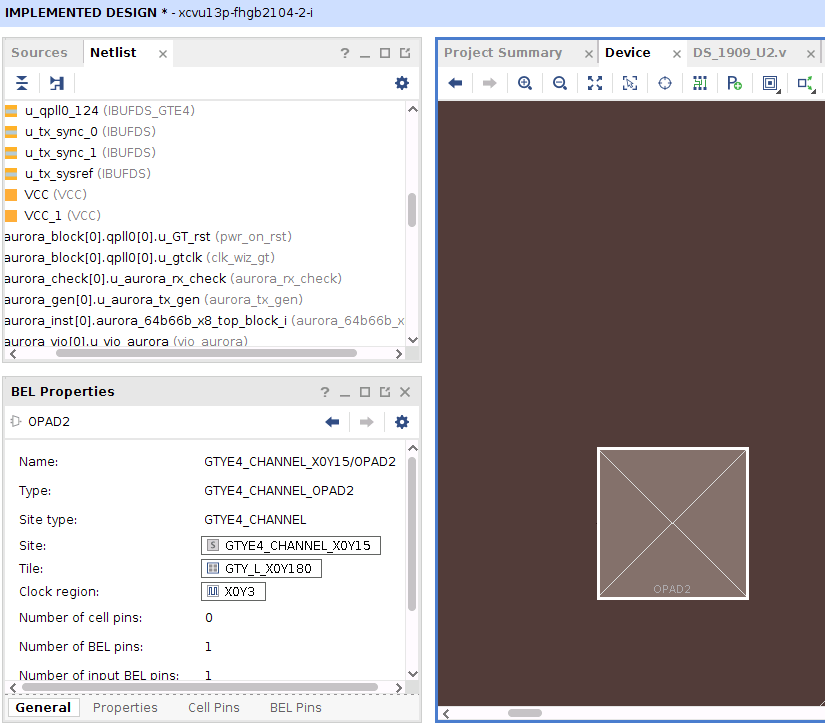 IMPLEMENTED DESIGN * - xcvu13p-fhgb2104-2-i
Sources Netlist × ?
u_qpll0_124 (IBUFDS_GTE4)
u_tx_sync_0 (IBUFDS)
u_tx_sync_1 (IBUFDS)
u_tx_sysref (IBUFDS)
VCC (VCC)
VCC_1 (VCC)
aurora_block[0].qpll0[0].u_GT_rst (pwr_on_rst)
aurora_block[0].qpll0[0].u_gtclk (clk_wiz_gt)
aurora_check[0].u_aurora_rx_check (aurora_rx_check)
aurora_gen[0].u_aurora_tx_gen (aurora_tx_gen)
aurora_inst[0].aurora_64b66b_x8_top_block_i (aurora_64b66b_x
aurora_vio[0].u_vio_aurora (vio_aurora)
BEL Properties ?
OPAD2
Name: GTYE4_CHANNEL_X0Y15/OPAD2
Type: GTYE4_CHANNEL_OPAD2
Site type: GTYE4_CHANNEL
Site: S GTYE4_CHANNEL_X0Y15
Tile: GTY_L_X0Y180
Clock region: X0Y3
Number of cell pins: 0
Number of BEL pins: 1
Number of input BEL pins: 1
General Properties Cell Pins BEL Pins
Project Summary × Device × DS_1909_U2.v ×
OPAD2